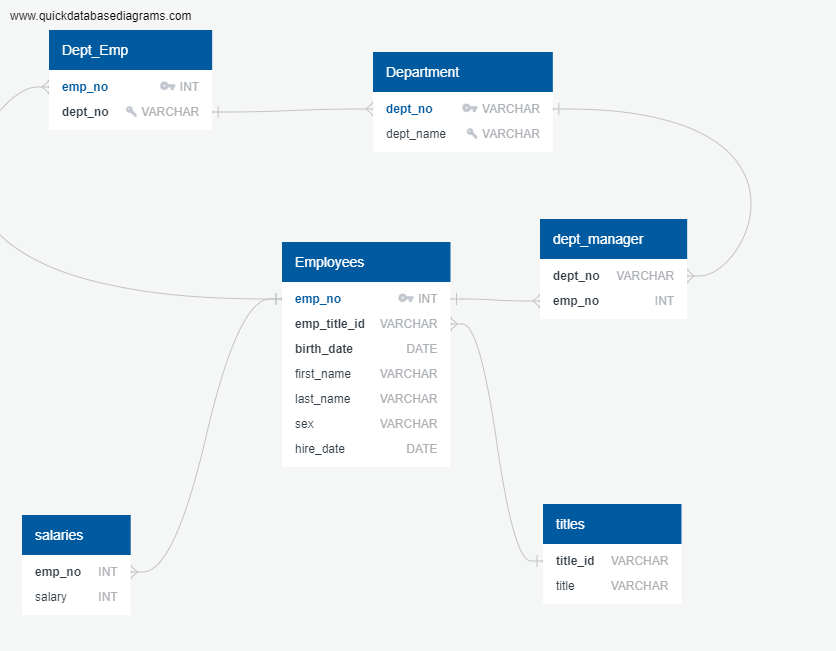 www.quickdatabasediagrams.com
Dept_Emp
emp_no INT
dept_no VARCHAR
Department
dept_no VARCHAR
dept_name VARCHAR
dept_manager
dept_no VARCHAR
emp_no INT
Employees
emp_no INT
emp_title_id VARCHAR
birth_date DATE
first_name VARCHAR
last_name VARCHAR
sex VARCHAR
hire_date DATE
salaries
emp_no INT
salary INT
titles
title_id VARCHAR
title VARCHAR